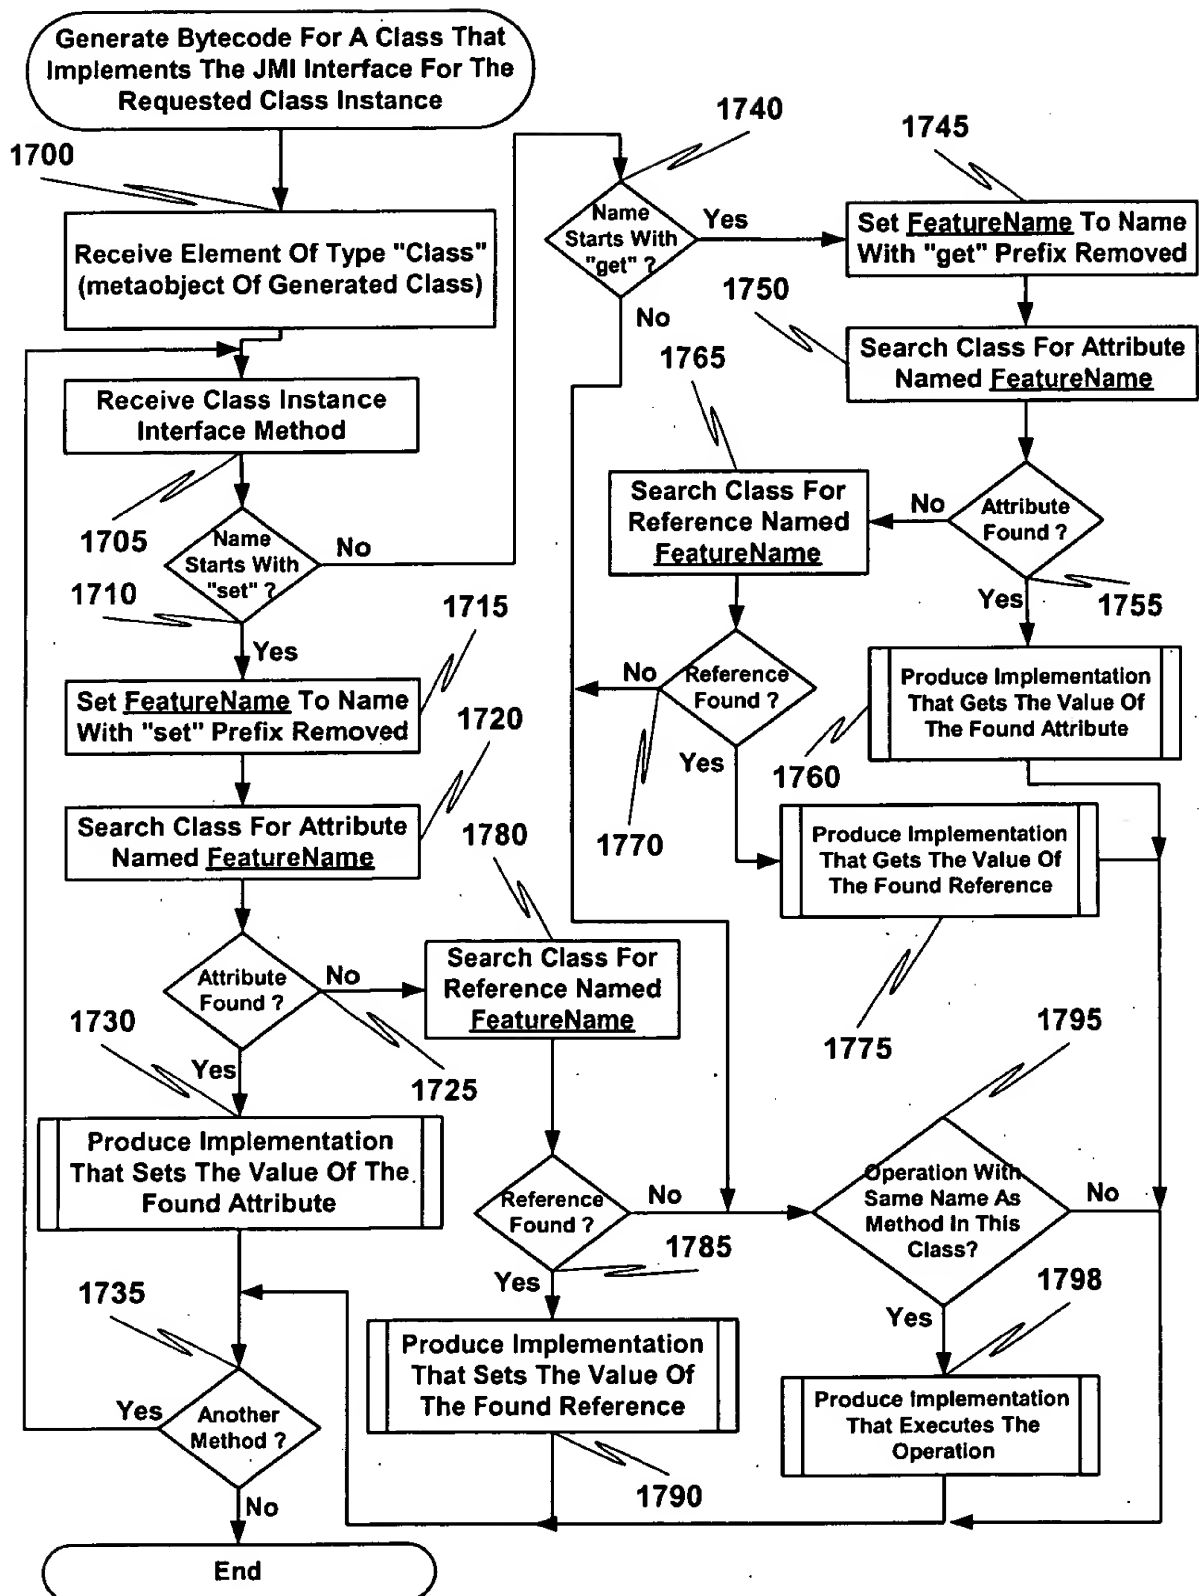 Generate Bytecode For A Class That
Implements The JMI Interface For The
Requested Class Instance
1700
Receive Element Of Type "Class"
(metaobject Of Generated Class)
Receive Class Instance
Interface Method
1705
Name
Starts With
"set" ?
No
1710
Yes
1715
Set FeatureName To Name
With "set" Prefix Removed
1720
Search Class For Attribute
Named FeatureName
Attribute
Found ?
No
1725
1730
Yes
Produce Implementation
That Sets The Value Of The
Found Attribute
1735
Another
Method ?
Yes
No
End
1740
Name
Starts With
"get" ?
Yes
No
1745
Set FeatureName To Name
With "get" Prefix Removed
1750
Search Class For Attribute
Named FeatureName
Attribute
Found ?
No
Yes
1755
1765
Search Class For
Reference Named
FeatureName
Reference
Found ?
No
Yes
1770
1760
Produce Implementation
That Gets The Value Of
The Found Attribute
Produce Implementation
That Gets The Value Of
The Found Reference
1775
1780
Search Class For
Reference Named
FeatureName
Reference
Found ?
No
1785
Yes
Produce Implementation
That Sets The Value Of
The Found Reference
1790
1795
Operation With
Same Name As
Method In This
Class?
No
Yes
1798
Produce Implementation
That Executes The
Operation